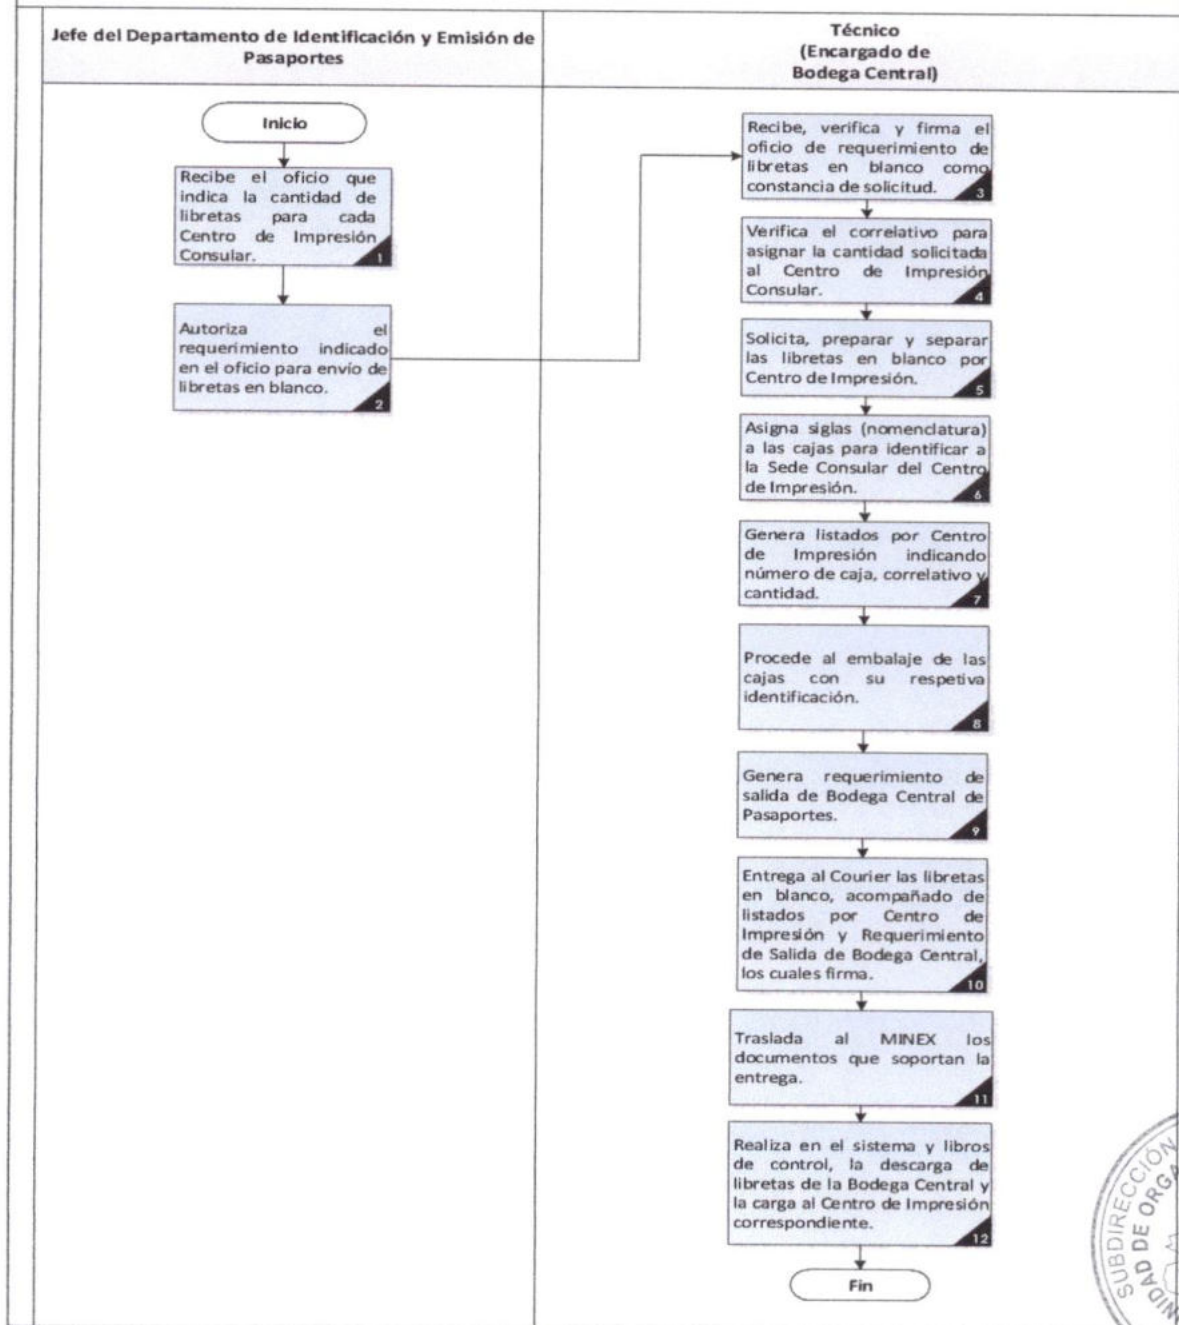 Jefe del Departamento de Identificación y Emisión de
Pasaportes
Técnico
(Encargado de
Bodega Central)
Inicio
Recibe el oficio que
indica la cantidad de
libretas para cada
Centro de Impresión
Consular.
1
Autoriza el
requerimiento indicado
en el oficio para envío de
libretas en blanco.
2
Recibe, verifica y firma el
oficio de requerimiento de
libretas en blanco como
constancia de solicitud.
3
Verifica el correlativo para
asignar la cantidad solicitada
al Centro de Impresión
Consular.
4
Solicita, preparar y separar
las libretas en blanco por
Centro de Impresión.
5
Asigna siglas (nomenclatura)
a las cajas para identificar a
la Sede Consular del Centro
de Impresión.
6
Genera listados por Centro
de Impresión indicando
número de caja, correlativo y
cantidad.
7
Procede al embalaje de las
cajas con su respetiva
identificación.
8
Genera requerimiento de
salida de Bodega Central de
Pasaportes.
9
Entrega al Courier las libretas
en blanco, acompañado de
listados por Centro de
Impresión y Requerimiento
de Salida de Bodega Central,
los cuales firma.
10
Traslada al MINEX los
documentos que soportan la
entrega.
11
Realiza en el sistema y libros
de control, la descarga de
libretas de la Bodega Central y
la carga al Centro de Impresión
correspondiente.
12
Fin
SUBDIRECCIÓN
DE